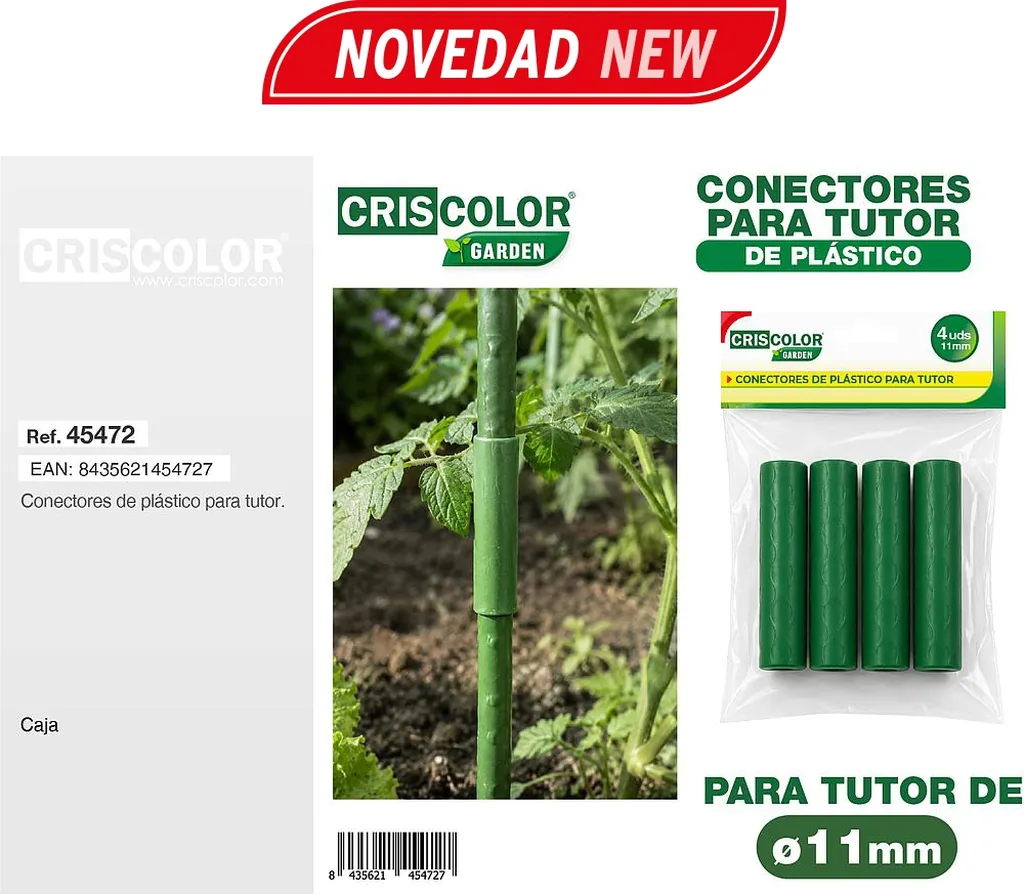 NOVEDAD NEW
CRISCOLOR®
www.criscolor.com
Ref. 45472
EAN: 8435621454727
Conectores de plástico para tutor.
Caja
CRISCOLOR®
GARDEN
8 435621 454727
CONECTORES
PARA TUTOR
DE PLÁSTICO
CRISCOLOR®
GARDEN
4uds
11mm
CONECTORES DE PLÁSTICO PARA TUTOR
PARA TUTOR DE
ø11mm